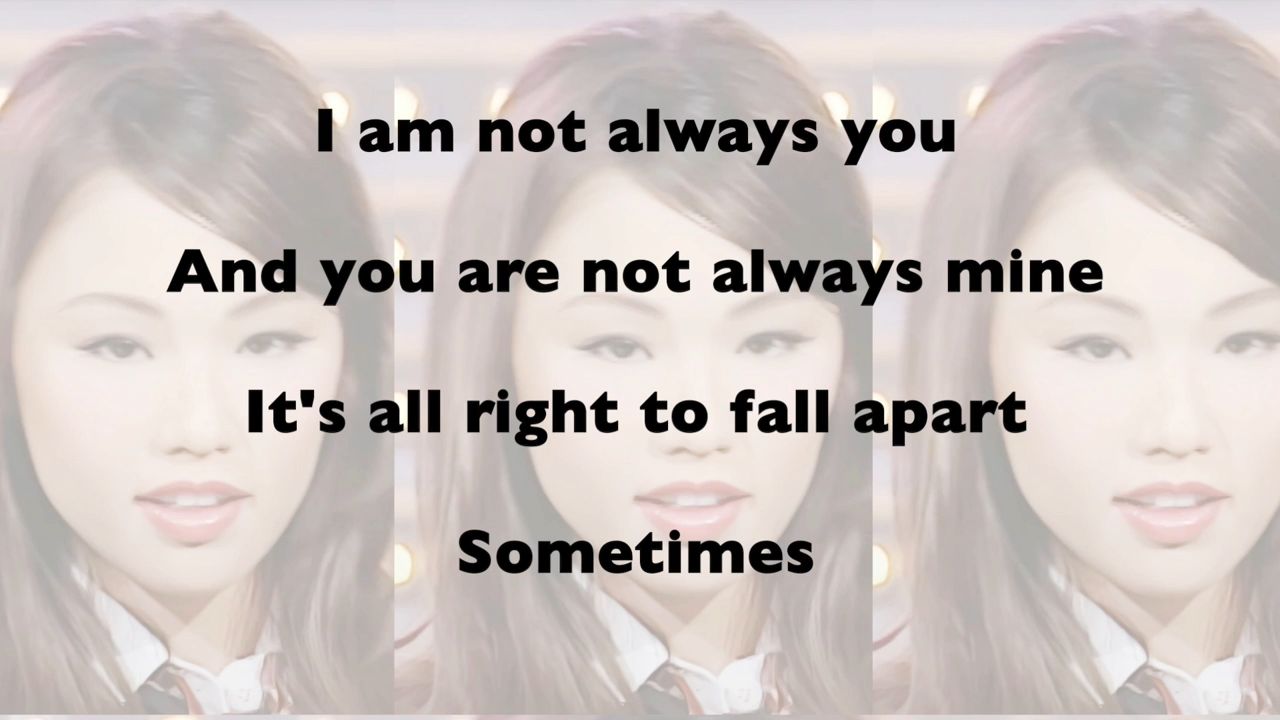 I am not always you
And you are not always mine
It's all right to fall apart
Sometimes